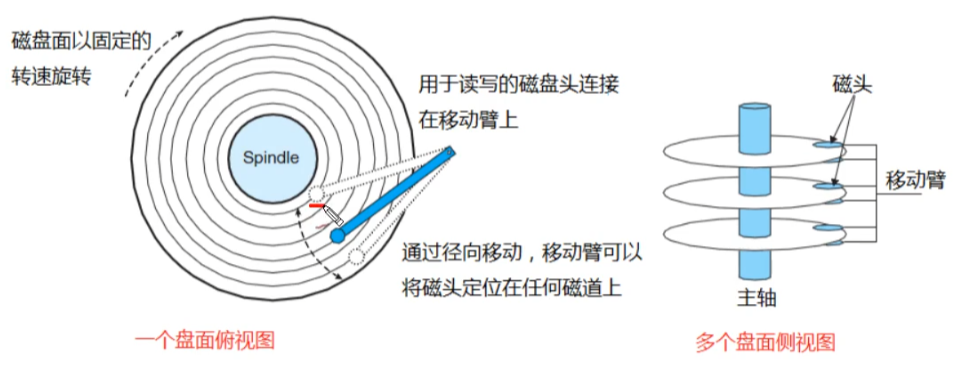 磁盘面以固定的
转速旋转
Spindle
用于读写的磁盘头连接
在移动臂上
通过径向移动，移动臂可以
将磁头定位在任何磁道上
一个盘面俯视图
磁头
移动臂
主轴
多个盘面侧视图